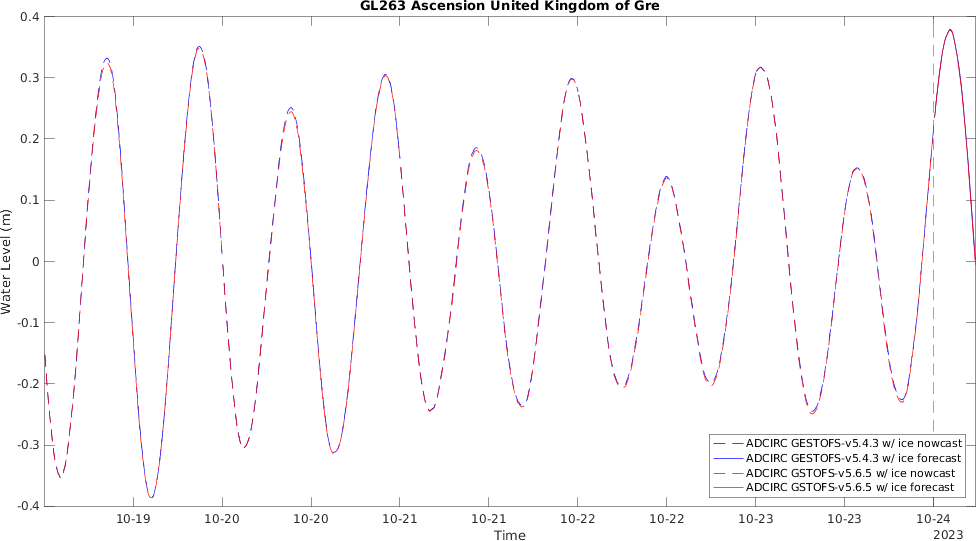 GL263 Ascension United Kingdom of Gre
Water Level (m)
0.4
0.3
0.2
0.1
0
-0.1
-0.2
-0.3
-0.4
10-19
10-20
10-20
10-21
10-21
10-22
10-22
10-23
10-23
10-24
2023
Time
ADCIRC GESTOFS-v5.4.3 w/ ice nowcast
ADCIRC GESTOFS-v5.4.3 w/ ice forecast
ADCIRC GSTOFS-v5.6.5 w/ ice nowcast
ADCIRC GSTOFS-v5.6.5 w/ ice forecast